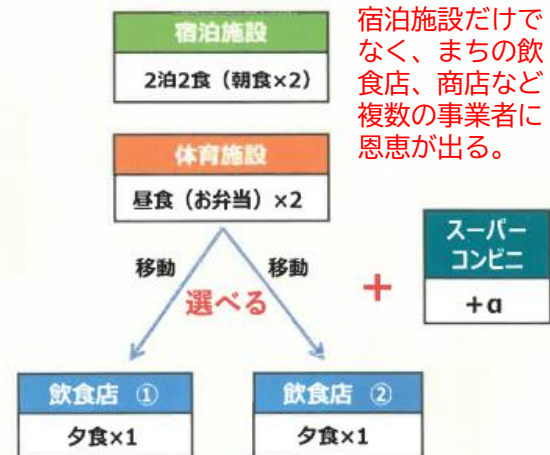 宿泊施設
2泊2食（朝食×2）
宿泊施設だけで
なく、まちの飲
食店、商店など
複数の事業者に
恩恵が出る。
体育施設
昼食（お弁当）×2
移動
移動
選べる
+
スーパー
コンビニ
+α
飲食店 ①
夕食×1
飲食店 ②
夕食×1